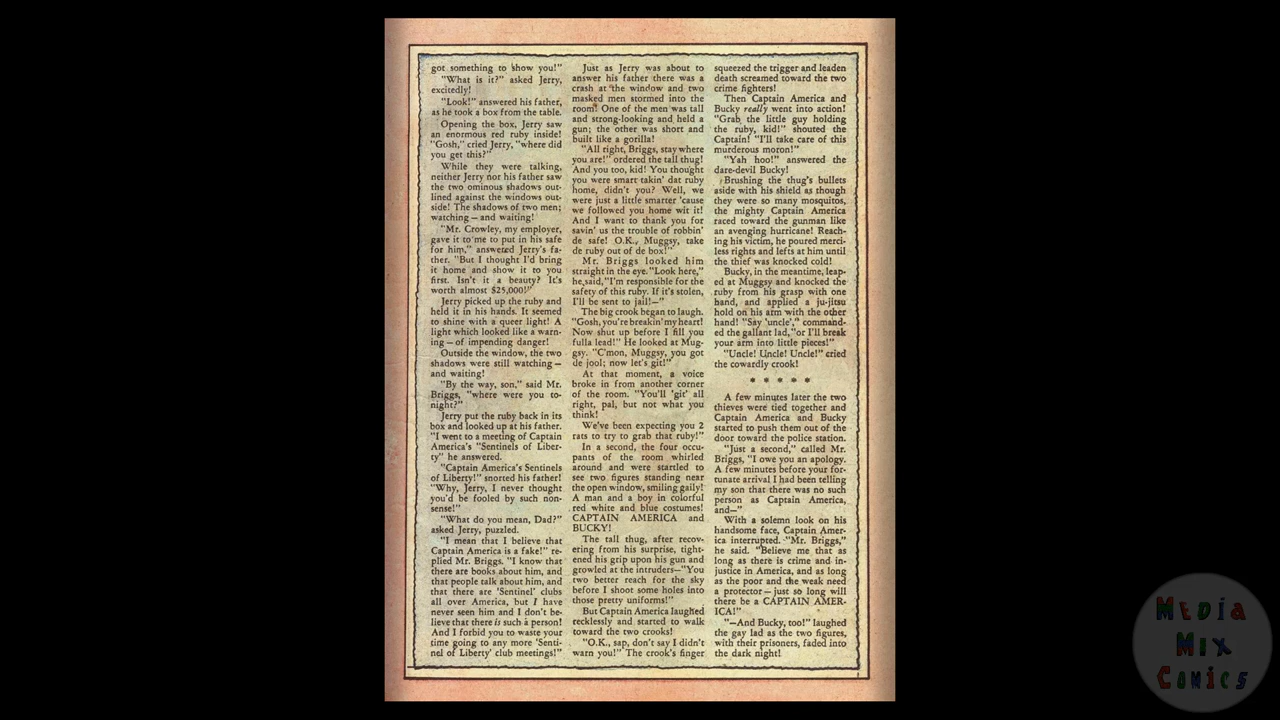 got something to show you!"
"What is it?" asked Jerry,
excitedly!
"Look!" answered his father,
as he took a box from the table.
Opening the box, Jerry saw
an enormous red ruby inside!
"Gosh," cried Jerry, "where did
you get this?"
While they were talking,
neither Jerry nor his father saw
the two ominous shadows out-
lined against the windows out-
side! The shadows of two men;
watching — and waiting!
"Mr. Crowley, my employer,
gave it to me to put in his safe
for him," answered Jerry's fa-
ther. "But I thought I'd bring
it home and show it to you
first. Isn't it a beauty? It's
worth almost $25,000!"
Jerry picked up the ruby and
held it in his hands. It seemed
to shine with a queer light! A
light which looked like a warn-
ing — of impending danger!
Outside the window, the two
shadows were still watching —
and waiting!
"By the way, son," said Mr.
Briggs, "where were you to-
night?"
Jerry put the ruby back in its
box and looked up at his father.
"I went to a meeting of Captain
America's "Sentinels of Liber-
ty" he answered.
"Captain America's Sentinels
of Liberty!" snorted his father!
"Why, Jerry, I never thought
you'd be fooled by such non-
sense!"
"What do you mean, Dad?"
asked Jerry, puzzled.
"I mean that I believe that
Captain America is a fake!" re-
plied Mr. Briggs. "I know that
there are books about him, and
that people talk about him, and
that there are 'Sentinel' clubs
all over America, but I have
never seen him and I don't be-
lieve that there is such a person!
And I forbid you to waste your
time going to any more 'Senti-
nel of Liberty' club meetings!"
Just as Jerry was about to
answer his father there was a
crash at the window and two
masked men stormed into the
room! One of the men was tall
and strong-looking and held a
gun; the other was short and
built like a gorilla!
"All right, Briggs, stay where
you are!" ordered the tall thug!
And you too, kid! You thought
you were smart takin' dat ruby
home, didn't you? Well, we
were just a little smarter 'cause
we followed you home wit it!
And I want to thank you for
savin' us the trouble of robbin'
de safe! O.K., Muggsy, take
de ruby out of de box!"
Mr. Briggs looked him
straight in the eye. "Look here,"
he said, "I'm responsible for the
safety of this ruby. If it's stolen,
I'll be sent to jail!—"
The big crook began to laugh.
"Gosh, you're breakin' my heart!
Now shut up before I fill you
fulla lead!" He looked at Mug-
gsy. "C'mon, Muggsy, you got
de jool; now let's git!"
At that moment, a voice
broke in from another corner
of the room. "You'll 'git' all
right, pal, but not what you
think!
We've been expecting you 2
rats to try to grab that ruby!"
In a second, the four occu-
pants of the room whirled
around and were startled to
see two figures standing near
the open window, smiling gaily!
A man and a boy in colorful
red white and blue costumes!
CAPTAIN AMERICA and
BUCKY!
The tall thug, after recov-
ering from his surprise, tight-
ened his grip upon his gun and
growled at the intruders—"You
two better reach for the sky
before I shoot some holes into
those pretty uniforms!"
But Captain America laughed
recklessly and started to walk
toward the two crooks!
"O.K., sap, don't say I didn't
warn you!" The crook's finger
squeezed the trigger and leaden
death screamed toward the two
crime fighters!
Then Captain America and
Bucky really went into action!
"Grab the little guy holding
the ruby, kid!" shouted the
Captain! "I'll take care of this
murderous moron!"
"Yah hoo!" answered the
dare-devil Bucky!
Brushing the thug's bullets
aside with his shield as though
they were so many mosquitos,
the mighty Captain America
raced toward the gunman like
an avenging hurricane! Reach-
ing his victim, he poured merci-
less rights and lefts at him until
the thief was knocked cold!
Bucky, in the meantime, leap-
ed at Muggsy and knocked the
ruby from his grasp with one
hand, and applied a ju-jitsu
hold on his arm with the other
hand! "Say 'uncle'," command-
ed the gallant lad, "or I'll break
your arm into little pieces!"
"Uncle! Uncle! Uncle!" cried
the cowardly crook!
* * * * *
A few minutes later the two
thieves were tied together and
Captain America and Bucky
started to push them out of the
door toward the police station.
"Just a second," called Mr.
Briggs, "I owe you an apology.
A few minutes before your for-
tunate arrival I had been telling
my son that there was no such
person as Captain America,
and—"
With a solemn look on his
handsome face, Captain Amer-
ica interrupted. "Mr. Briggs,"
he said. "Believe me that as
long as there is crime and in-
justice in America, and as long
as the poor and the weak need
a protector — just so long will
there be a CAPTAIN AMER-
ICA!"
"—And Bucky, too!" laughed
the gay lad as the two figures,
with their prisoners, faded into
the dark night!
MEDIA
MIX
COMICS